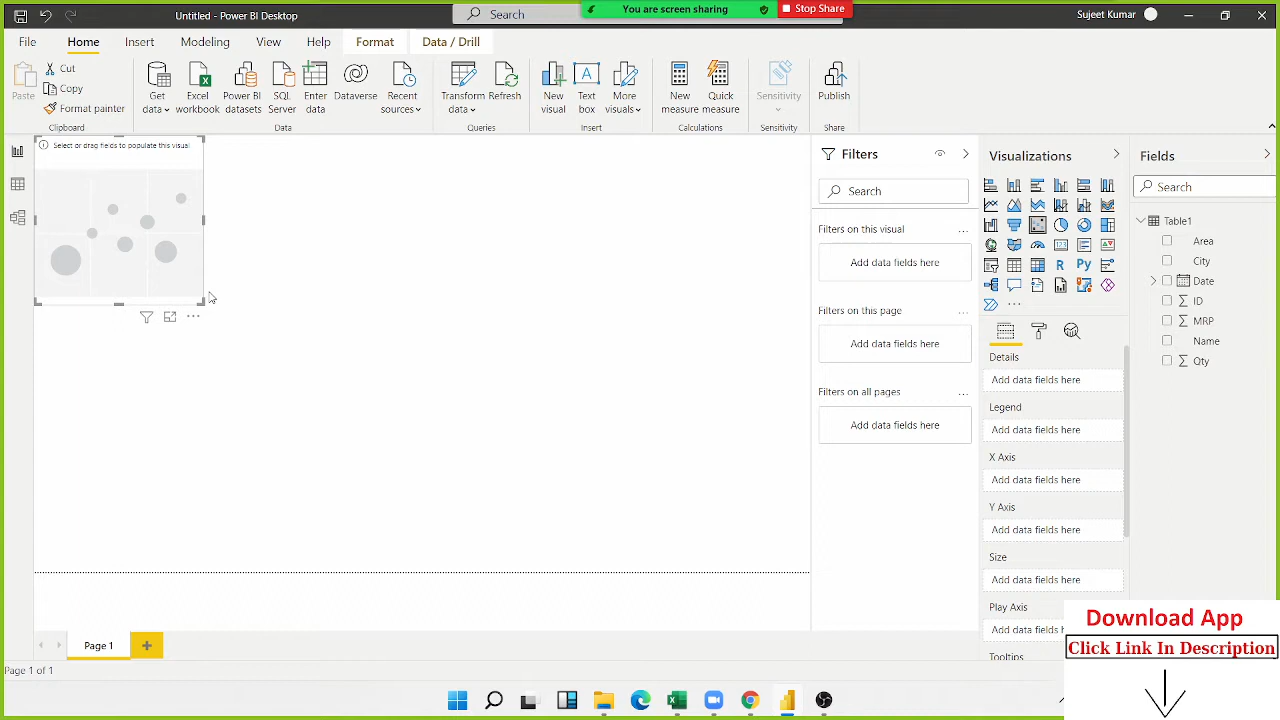 Untitled - Power BI Desktop
Search
You are screen sharing
Stop Share
Sujeet Kumar
File
Home
Insert
Modeling
View
Help
Format
Data / Drill
Paste
Cut
Copy
Format painter
Clipboard
Get data
Excel workbook
Power BI datasets
SQL Server
Enter data
Dataverse
Recent sources
Data
Transform data
Refresh
Queries
New visual
Text box
More visuals
Insert
New measure
Quick measure
Calculations
Sensitivity
Sensitivity
Publish
Share
Select or drag fields to populate this visual
Filters
Search
Filters on this visual
Add data fields here
Filters on this page
Add data fields here
Filters on all pages
Add data fields here
Visualizations
R
Py
123
Details
Add data fields here
Legend
Add data fields here
X Axis
Add data fields here
Y Axis
Add data fields here
Size
Add data fields here
Play Axis
Add data fields here
Tooltips
Fields
Search
Table1
Area
City
Date
ID
MRP
Name
Qty
Page 1
Page 1 of 1
Download App
Click Link In Description